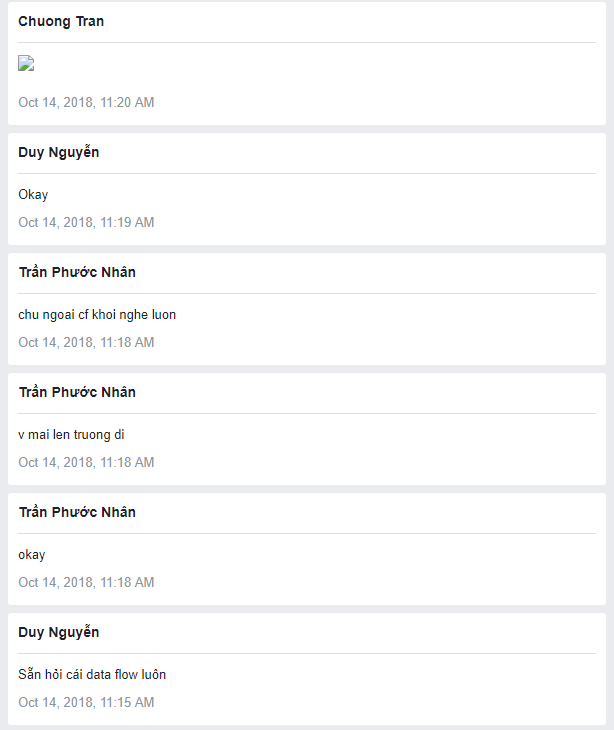 Chuong Tran
Oct 14, 2018, 11:20 AM
Duy Nguyễn
Okay
Oct 14, 2018, 11:19 AM
Trần Phước Nhân
chu ngoai cf khoi nghe luon
Oct 14, 2018, 11:18 AM
Trần Phước Nhân
v mai len truong di
Oct 14, 2018, 11:18 AM
Trần Phước Nhân
okay
Oct 14, 2018, 11:18 AM
Duy Nguyễn
Sẵn hỏi cái data flow luôn
Oct 14, 2018, 11:15 AM